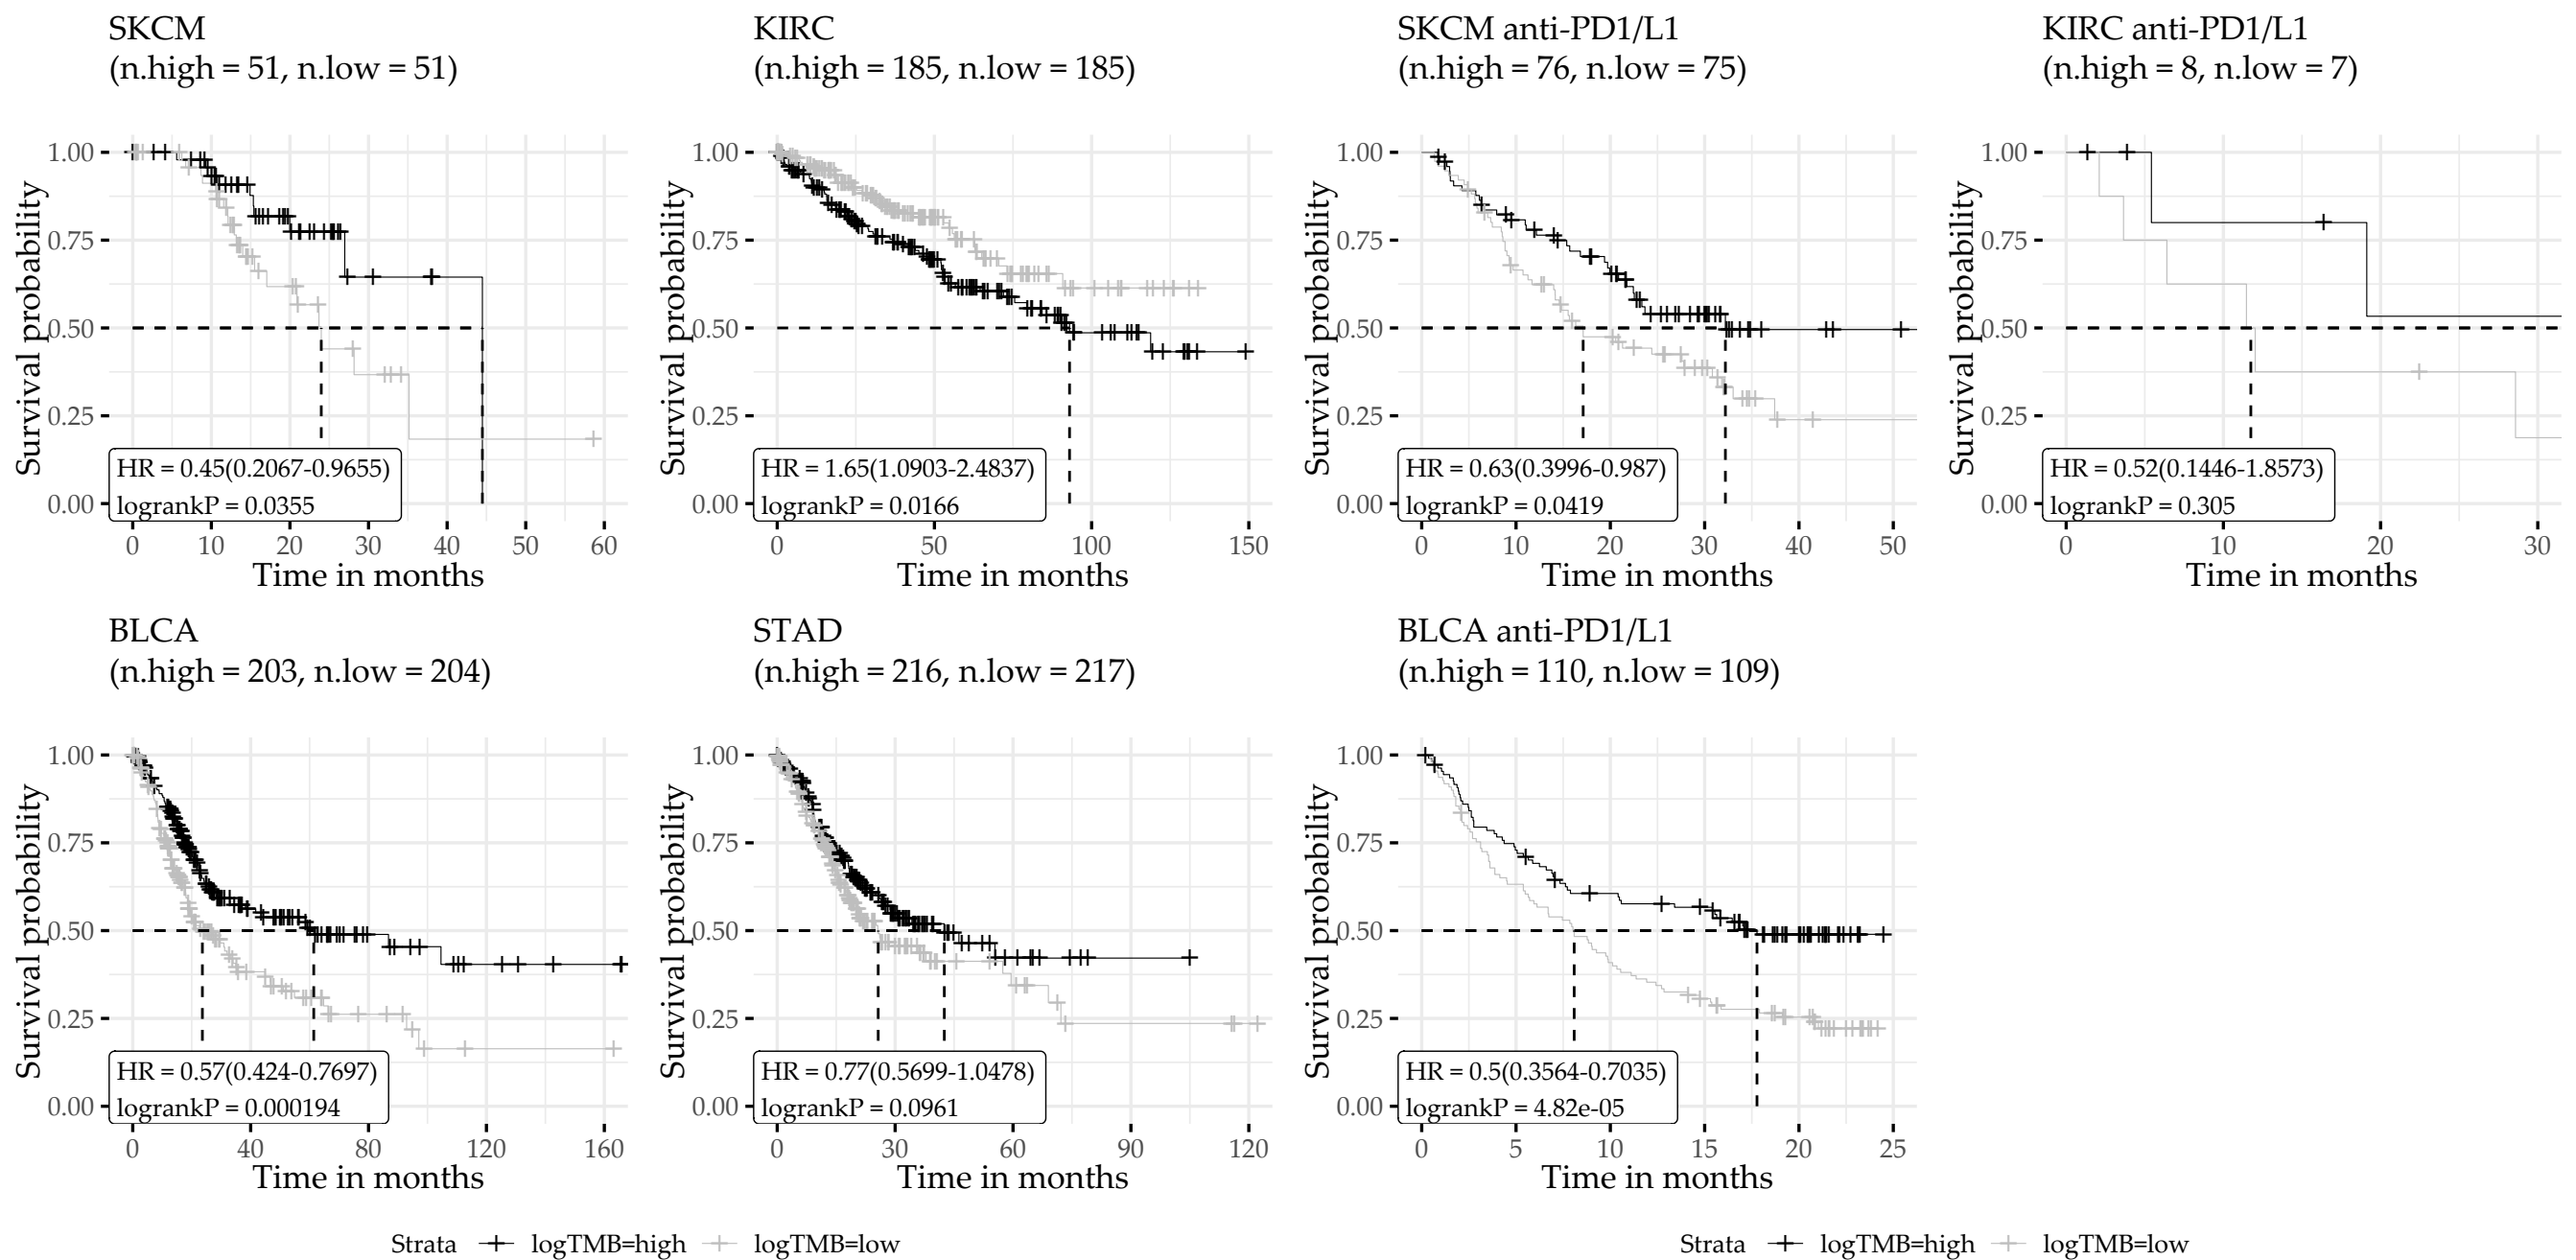 SKCM
(n.high = 51, n.low = 51)
Survival probability
1.00
0.75
0.50
0.25
0.00
HR = 0.45(0.2067-0.9655)
logrankP = 0.0355
0 10 20 30 40 50 60
Time in months
KIRC
(n.high = 185, n.low = 185)
Survival probability
1.00
0.75
0.50
0.25
0.00
HR = 1.65(1.0903-2.4837)
logrankP = 0.0166
0 50 100 150
Time in months
SKCM anti-PD1/L1
(n.high = 76, n.low = 75)
Survival probability
1.00
0.75
0.50
0.25
0.00
HR = 0.63(0.3996-0.987)
logrankP = 0.0419
0 10 20 30 40 50
Time in months
KIRC anti-PD1/L1
(n.high = 8, n.low = 7)
Survival probability
1.00
0.75
0.50
0.25
0.00
HR = 0.52(0.1446-1.8573)
logrankP = 0.305
0 10 20 30
Time in months
BLCA
(n.high = 203, n.low = 204)
Survival probability
1.00
0.75
0.50
0.25
0.00
HR = 0.57(0.424-0.7697)
logrankP = 0.000194
0 40 80 120 160
Time in months
STAD
(n.high = 216, n.low = 217)
Survival probability
1.00
0.75
0.50
0.25
0.00
HR = 0.77(0.5699-1.0478)
logrankP = 0.0961
0 30 60 90 120
Time in months
BLCA anti-PD1/L1
(n.high = 110, n.low = 109)
Survival probability
1.00
0.75
0.50
0.25
0.00
HR = 0.5(0.3564-0.7035)
logrankP = 4.82e-05
0 5 10 15 20 25
Time in months
Strata logTMB=high logTMB=low
Strata logTMB=high logTMB=low